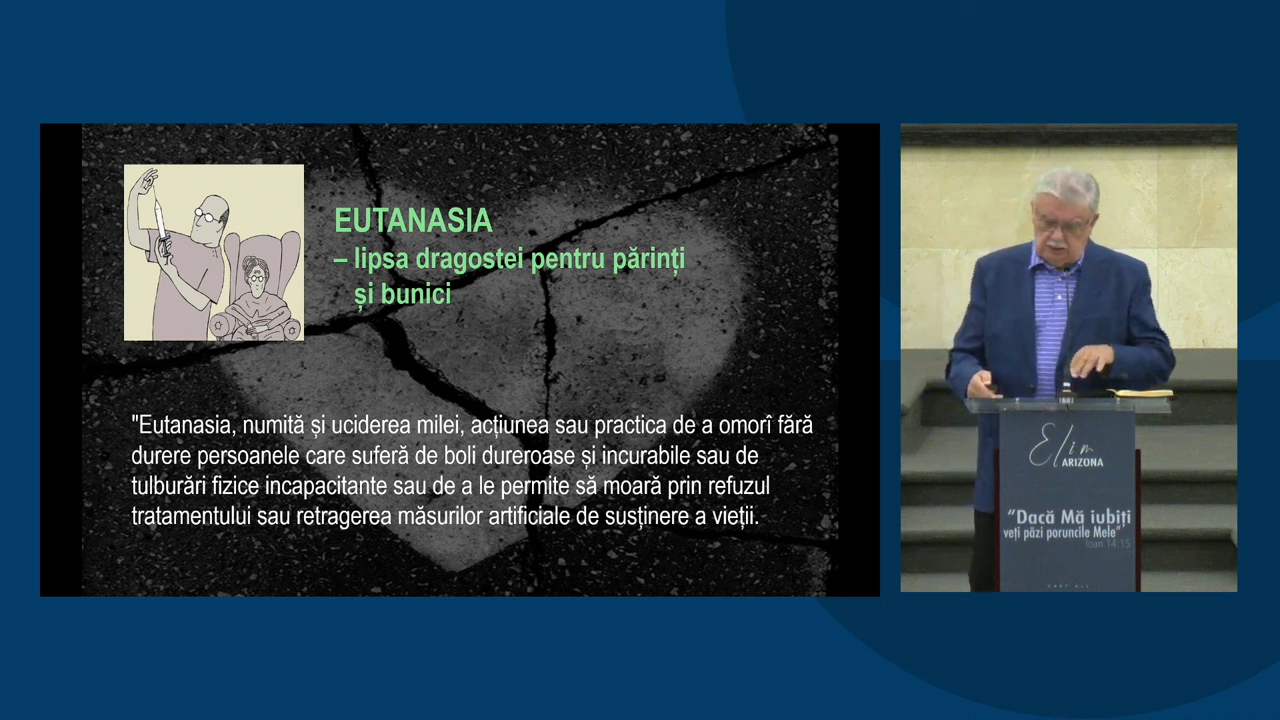 EUTANASIA
– lipsa dragostei pentru părinți
și bunici
"Eutanasia, numită și uciderea milei, acțiunea sau practica de a omorî fără
durere persoanele care suferă de boli dureroase și incurabile sau de
tulburări fizice incapacitante sau de a le permite să moară prin refuzul
tratamentului sau retragerea măsurilor artificiale de susținere a vieții.
Elim
ARIZONA
“Dacă Mă iubiți
veți păzi poruncile Mele”
Ioan 14:15